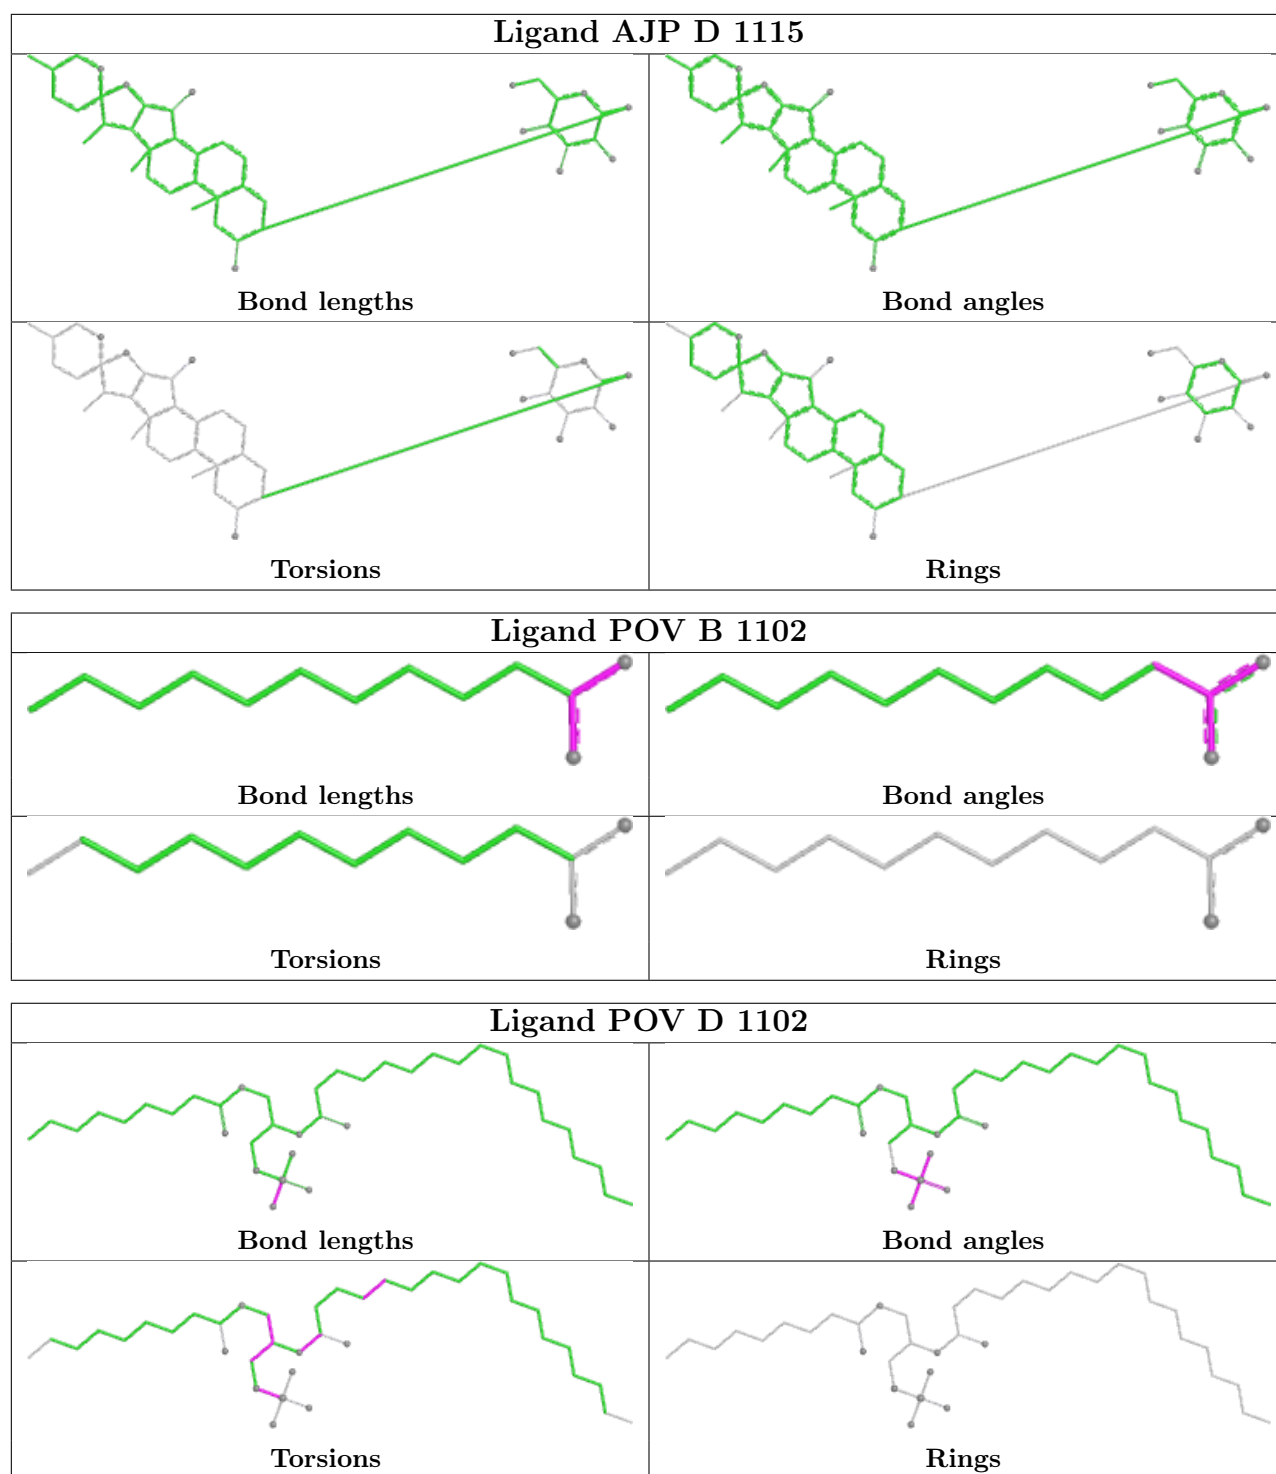 Ligand AJP D 1115
Bond lengths
Bond angles
Torsions
Rings
Ligand POV B 1102
Bond lengths
Bond angles
Torsions
Rings
Ligand POV D 1102
Bond lengths
Bond angles
Torsions
Rings